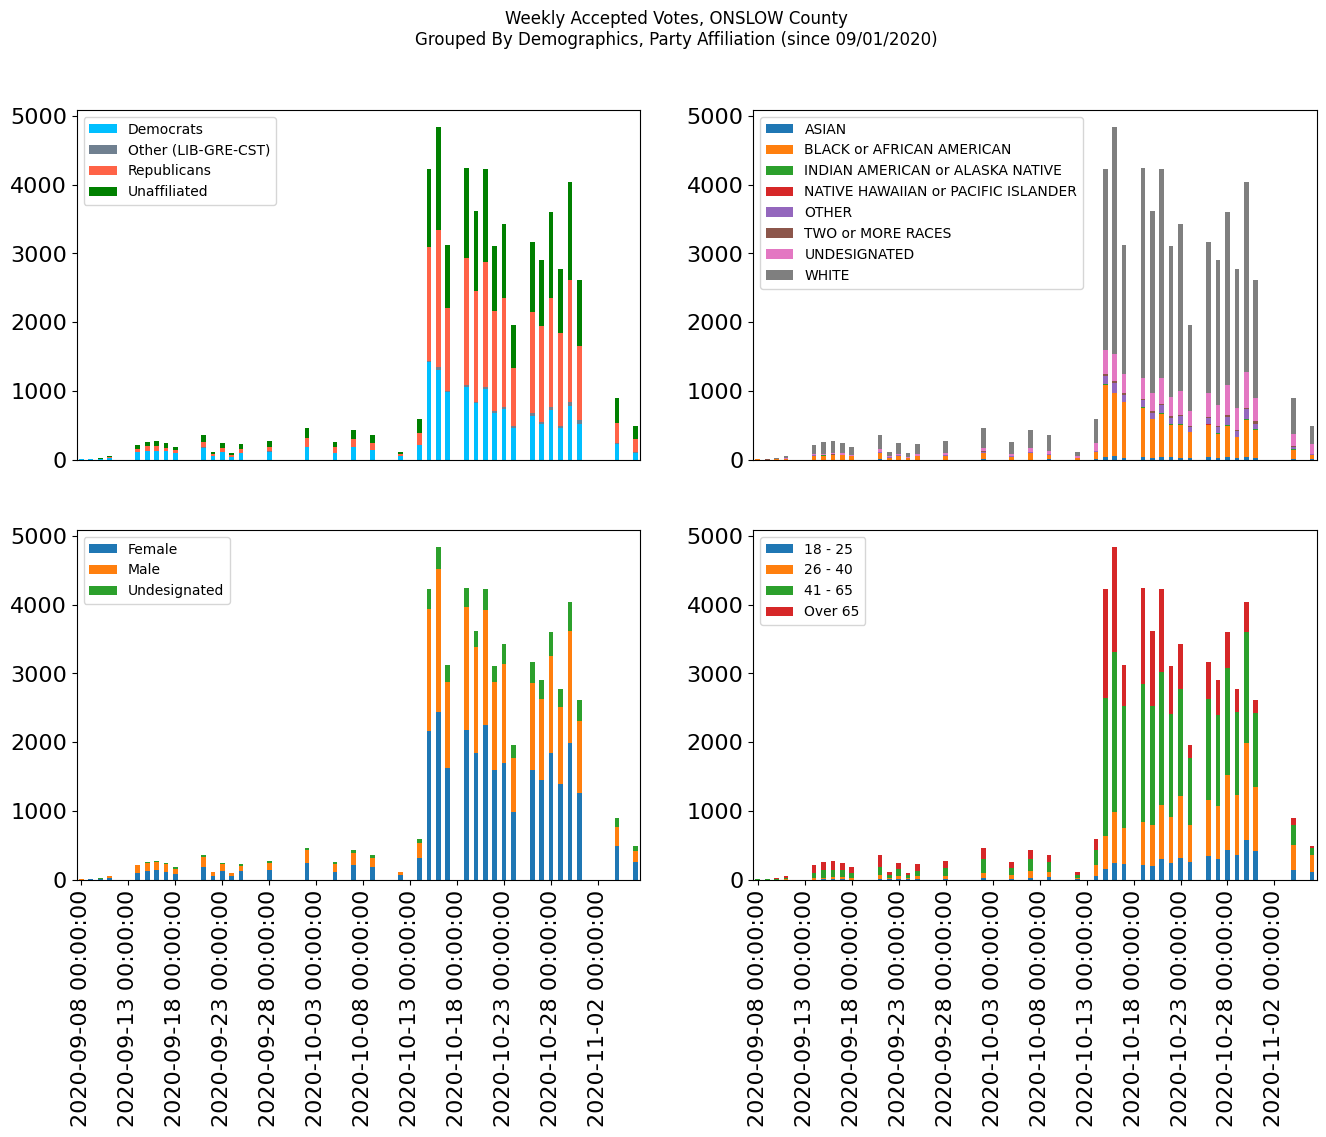 Weekly Accepted Votes, ONSLOW County
Grouped By Demographics, Party Affiliation (since 09/01/2020)
5000
4000
3000
2000
1000
0
Democrats
Other (LIB-GRE-CST)
Republicans
Unaffiliated
5000
4000
3000
2000
1000
0
ASIAN
BLACK or AFRICAN AMERICAN
INDIAN AMERICAN or ALASKA NATIVE
NATIVE HAWAIIAN or PACIFIC ISLANDER
OTHER
TWO or MORE RACES
UNDESIGNATED
WHITE
5000
4000
3000
2000
1000
0
Female
Male
Undesignated
2020-09-08 00:00:00
2020-09-13 00:00:00
2020-09-18 00:00:00
2020-09-23 00:00:00
2020-09-28 00:00:00
2020-10-03 00:00:00
2020-10-08 00:00:00
2020-10-13 00:00:00
2020-10-18 00:00:00
2020-10-23 00:00:00
2020-10-28 00:00:00
2020-11-02 00:00:00
5000
4000
3000
2000
1000
0
18 - 25
26 - 40
41 - 65
Over 65
2020-09-08 00:00:00
2020-09-13 00:00:00
2020-09-18 00:00:00
2020-09-23 00:00:00
2020-09-28 00:00:00
2020-10-03 00:00:00
2020-10-08 00:00:00
2020-10-13 00:00:00
2020-10-18 00:00:00
2020-10-23 00:00:00
2020-10-28 00:00:00
2020-11-02 00:00:00